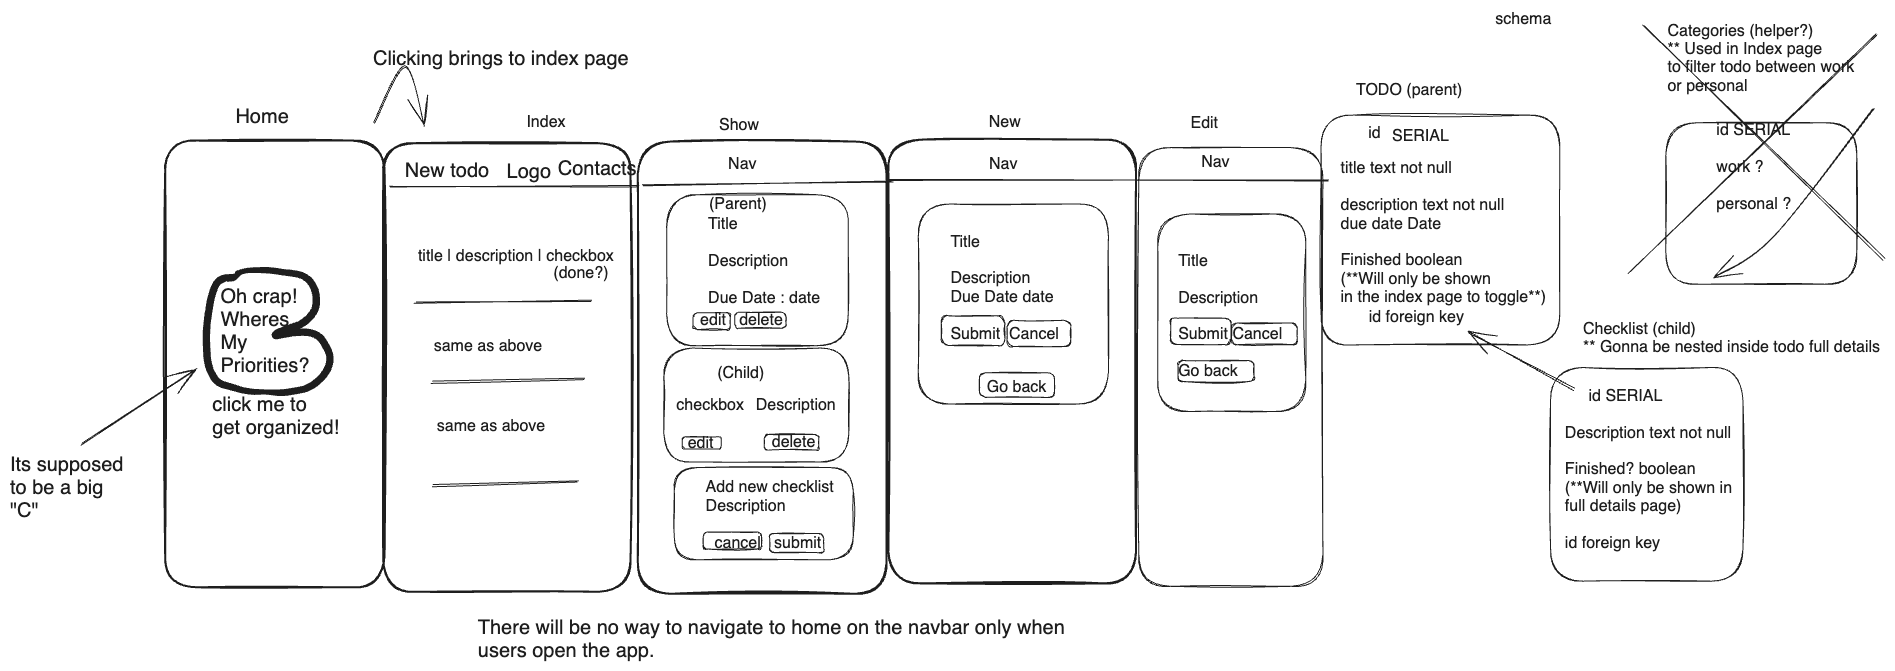 Clicking brings to index page
Home
Oh crap!
Wheres
My
Priorities?
click me to
get organized!
Its supposed
to be a big
"C"
Index
New todo Logo Contacts
title | description | checkbox
(done?)
same as above
same as above
Show
Nav
(Parent)
Title
Description
Due Date : date
edit delete
(Child)
checkbox Description
edit delete
Add new checklist
Description
cancel submit
New
Nav
Title
Description
Due Date date
Submit Cancel
Go back
Edit
Nav
Title
Description
Submit Cancel
Go back
There will be no way to navigate to home on the navbar only when
users open the app.
schema
TODO (parent)
id SERIAL
title text not null
description text not null
due date Date
Finished boolean
(**Will only be shown
in the index page to toggle**)
id foreign key
Categories (helper?)
** Used in Index page
to filter todo between work
or personal
id SERIAL
work ?
personal ?
Checklist (child)
** Gonna be nested inside todo full details
id SERIAL
Description text not null
Finished? boolean
(**Will only be shown in
full details page)
id foreign key